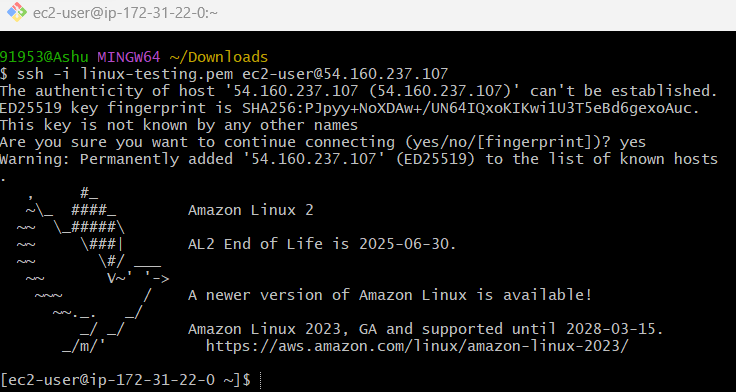 ec2-user@ip-172-31-22-0:~
91953@Ashu MINGW64 ~/Downloads
$ ssh -i linux-testing.pem ec2-user@54.160.237.107
The authenticity of host '54.160.237.107 (54.160.237.107)' can't be established.
ED25519 key fingerprint is SHA256:PJpyy+NoXDAw+/UN64IQxoKIKwi1U3T5eBd6gexoAuc.
This key is not known by any other names
Are you sure you want to continue connecting (yes/no/[fingerprint])? yes
Warning: Permanently added '54.160.237.107' (ED25519) to the list of known hosts
.
   ,     #_
   ~\_  ####_        Amazon Linux 2
  ~~  \_#####\
  ~~     \###|       AL2 End of Life is 2025-06-30.
  ~~       \#/ ___
   ~~       V~' '->
    ~~~         /    A newer version of Amazon Linux is available!
      ~~._.   _/
         _/ _/       Amazon Linux 2023, GA and supported until 2028-03-15.
       _/m/'           https://aws.amazon.com/linux/amazon-linux-2023/
[ec2-user@ip-172-31-22-0 ~]$